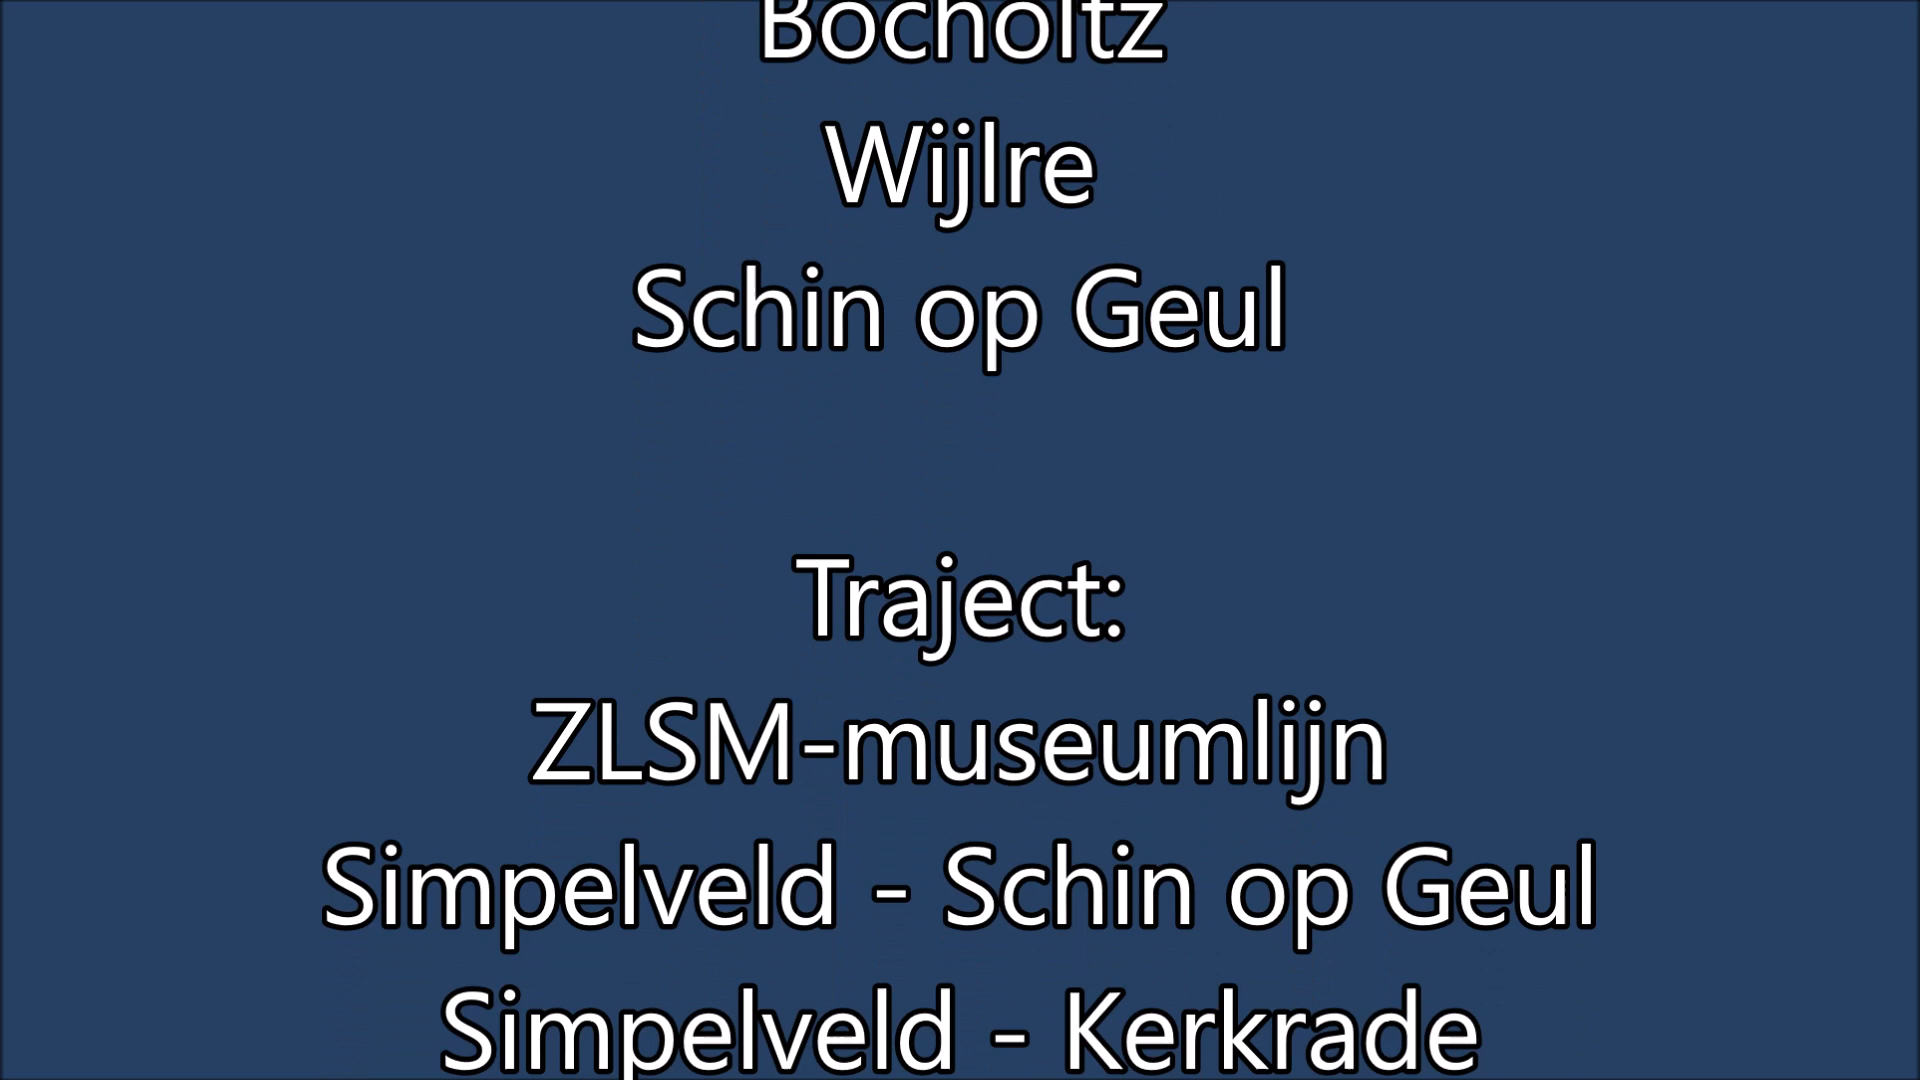 Bocholtz
Wijlre
Schin op Geul
Traject:
ZLSM-museumlijn
Simpelveld - Schin op Geul
Simpelveld - Kerkrade